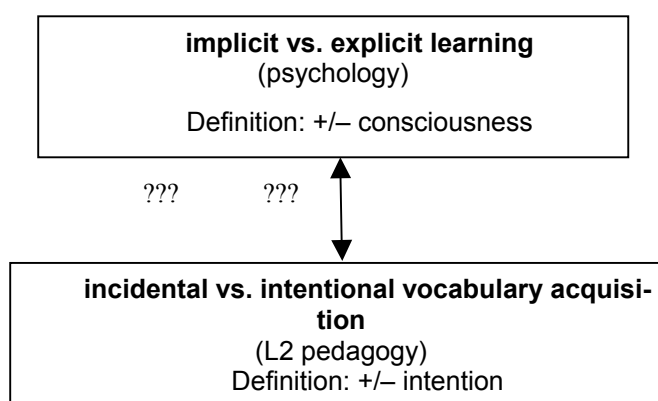 implicit vs. explicit learning
(psychology)
Definition: +/– consciousness
??? ???
incidental vs. intentional vocabulary acquisi-
tion
(L2 pedagogy)
Definition: +/– intention